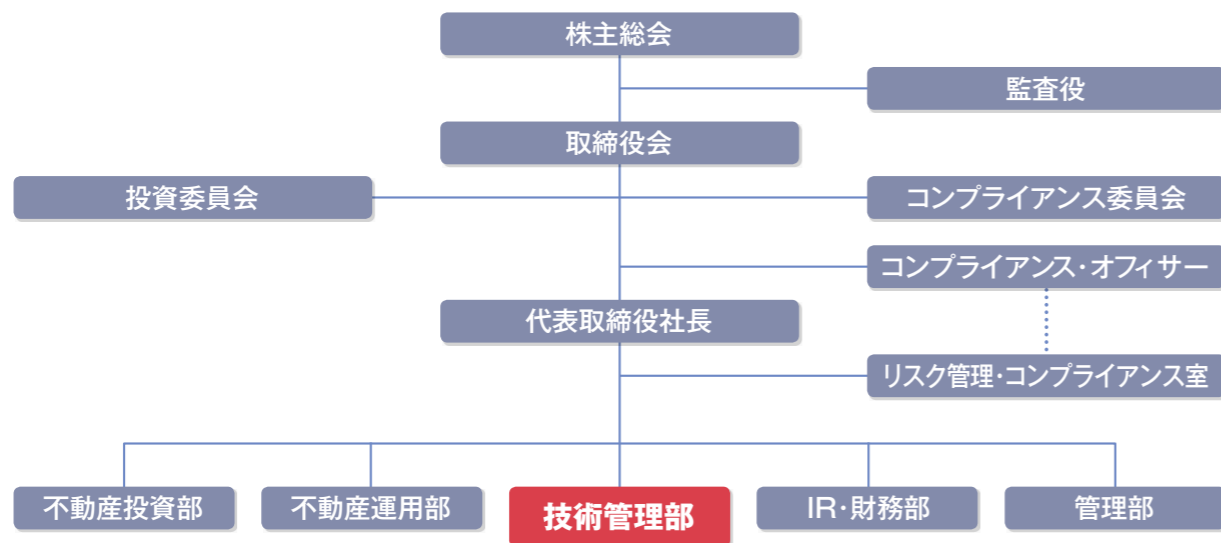 株主総会
監査役
取締役会
投資委員会
コンプライアンス委員会
コンプライアンス・オフィサー
代表取締役社長
リスク管理・コンプライアンス室
不動産投資部
不動産運用部
技術管理部
IR・財務部
管理部